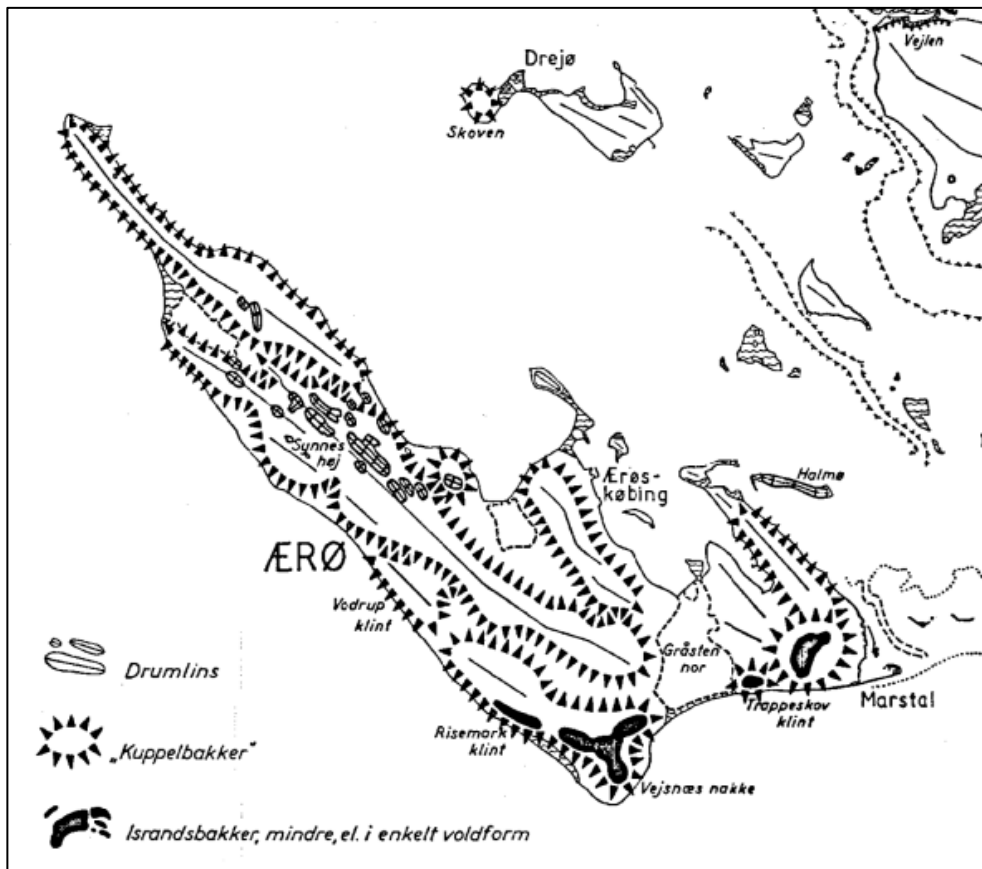 Vejlen
Drejø
Skoven
Synnes
høj
Ærøs-
købing
Halmø
ÆRØ
Vodrup
klint
Gråsten
nor
Risemark
klint
Trappeskov
klint
Marstal
Vejsnæs nakke
Drumlins
„Kuppelbakker"
Israndsbakker, mindre, el. i enkelt voldform